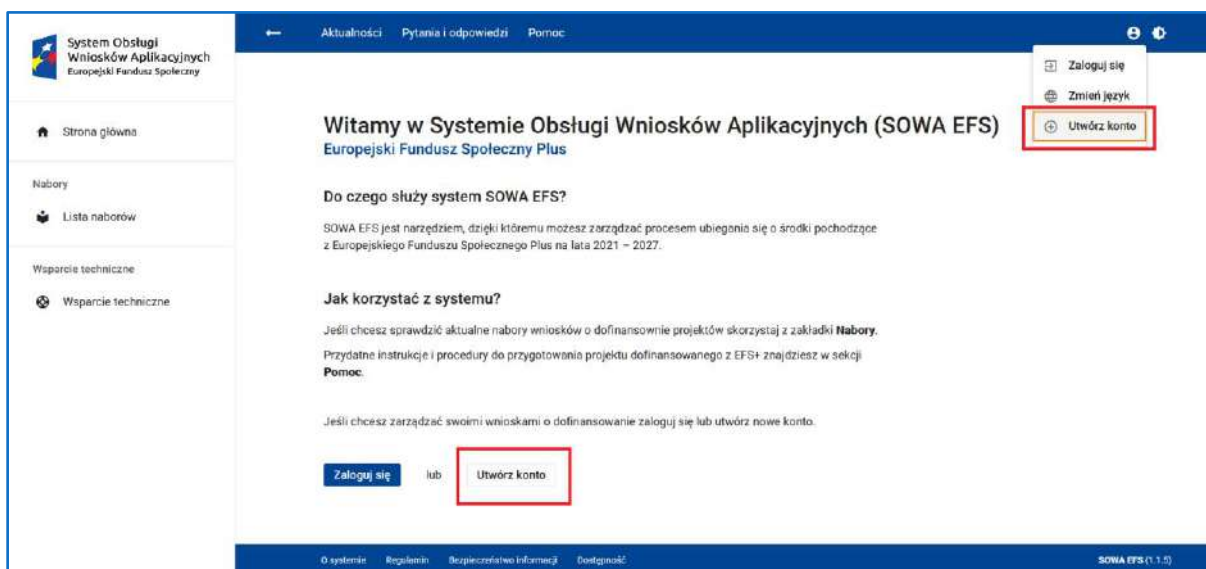 System Obsługi
Wniosków Aplikacyjnych
Europejski Fundusz Społeczny
Aktualności Pytania i odpowiedzi Pomoc
Zaloguj się
Zmień język
Utwórz konto
Strona główna
Nabory
Lista naborów
Wsparcie techniczne
Wsparcie techniczne
Witamy w Systemie Obsługi Wniosków Aplikacyjnych (SOWA EFS)
Europejski Fundusz Społeczny Plus
Do czego służy system SOWA EFS?
SOWA EFS jest narzędziem, dzięki któremu możesz zarządzać procesem ubiegania się o środki pochodzące
z Europejskiego Funduszu Społecznego Plus na lata 2021 – 2027.
Jak korzystać z systemu?
Jeśli chcesz sprawdzić aktualne nabory wniosków o dofinansownie projektów skorzystaj z zakładki Nabory.
Przydatne instrukcje i procedury do przygotowania projektu dofinansowanego z EFS+ znajdziesz w sekcji
Pomoc.
Jeśli chcesz zarządzać swoimi wnioskami o dofinansowanie zaloguj się lub utwórz nowe konto.
Zaloguj się lub Utwórz konto
O systemie Regulamin Bezpieczeństwo informacji Dostępność SOWA EFS (1.1.5)